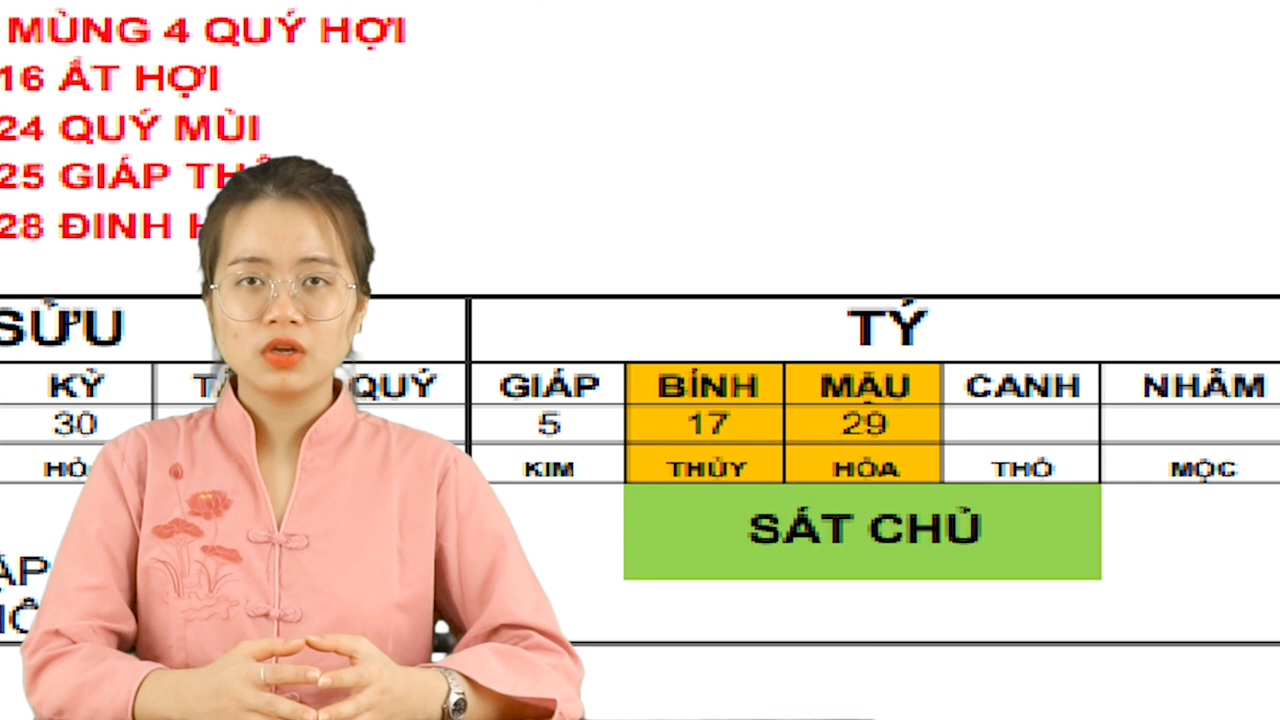 MÙNG 4 QUÝ HỢI
16 ẤT HỢI
24 QUÝ MÙI
25 GIÁP
28 ĐINH
SỬU TÝ
KỶ QUÝ GIÁP BÍNH MẬU CANH NHÂM
30 5 17 29
KIM THỦY HỎA THỔ MỘC
SÁT CHỦ